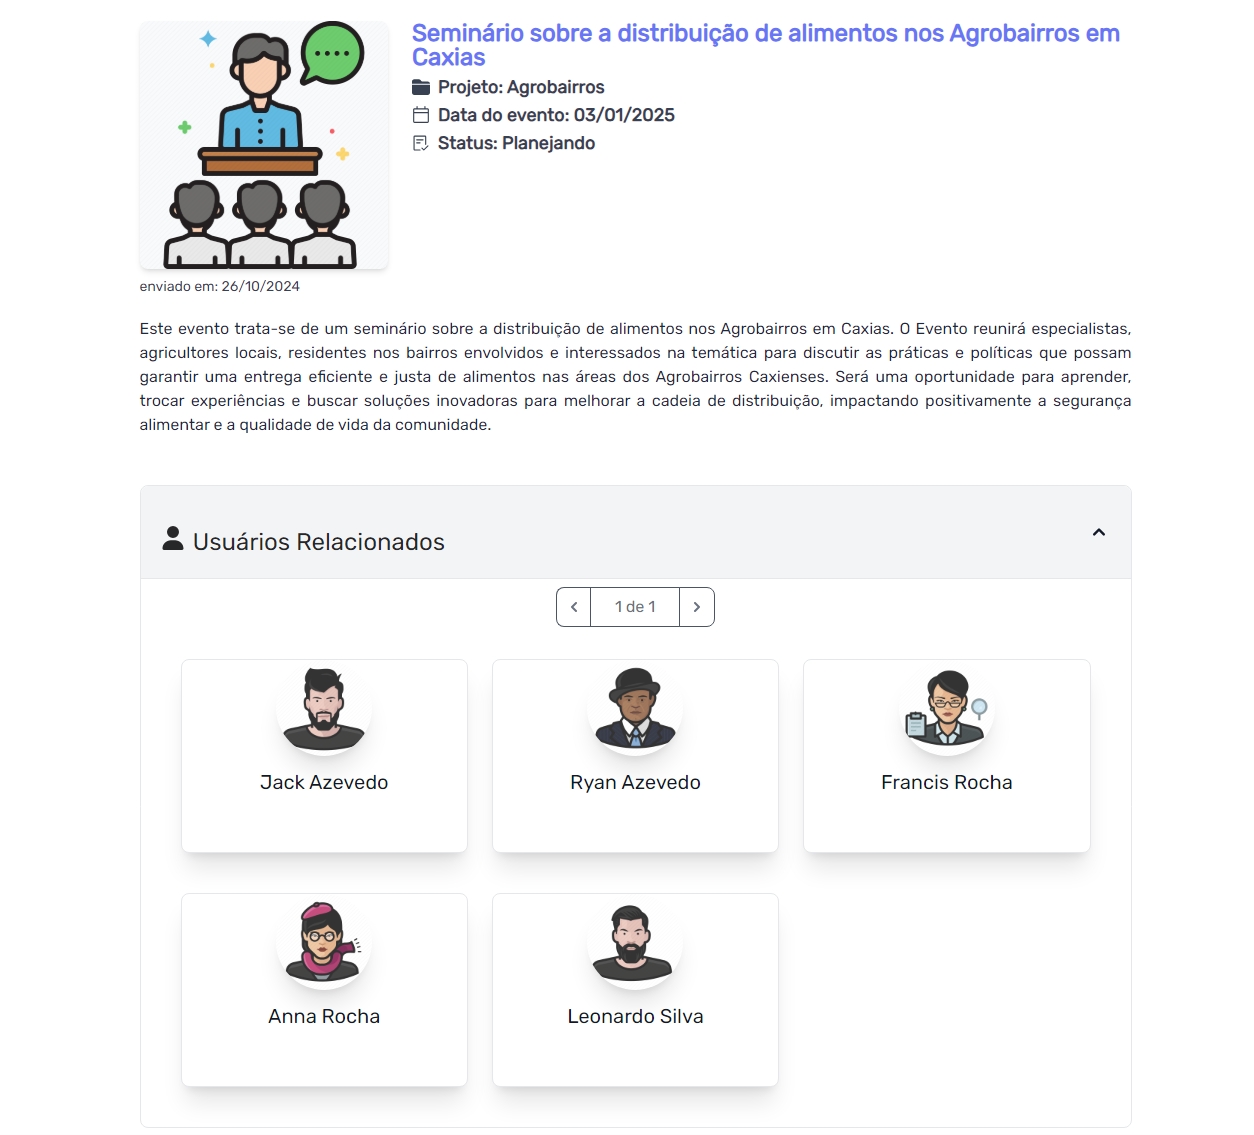 Seminário sobre a distribuição de alimentos nos Agrobairros em
Caxias
Projeto: Agrobairros
Data do evento: 03/01/2025
Status: Planejando
enviado em: 26/10/2024
Este evento trata-se de um seminário sobre a distribuição de alimentos nos Agrobairros em Caxias. O Evento reunirá especialistas,
agricultores locais, residentes nos bairros envolvidos e interessados na temática para discutir as práticas e políticas que possam
garantir uma entrega eficiente e justa de alimentos nas áreas dos Agrobairros Caxienses. Será uma oportunidade para aprender,
trocar experiências e buscar soluções inovadoras para melhorar a cadeia de distribuição, impactando positivamente a segurança
alimentar e a qualidade de vida da comunidade.
Usuários Relacionados
1 de 1
Jack Azevedo
Ryan Azevedo
Francis Rocha
Anna Rocha
Leonardo Silva